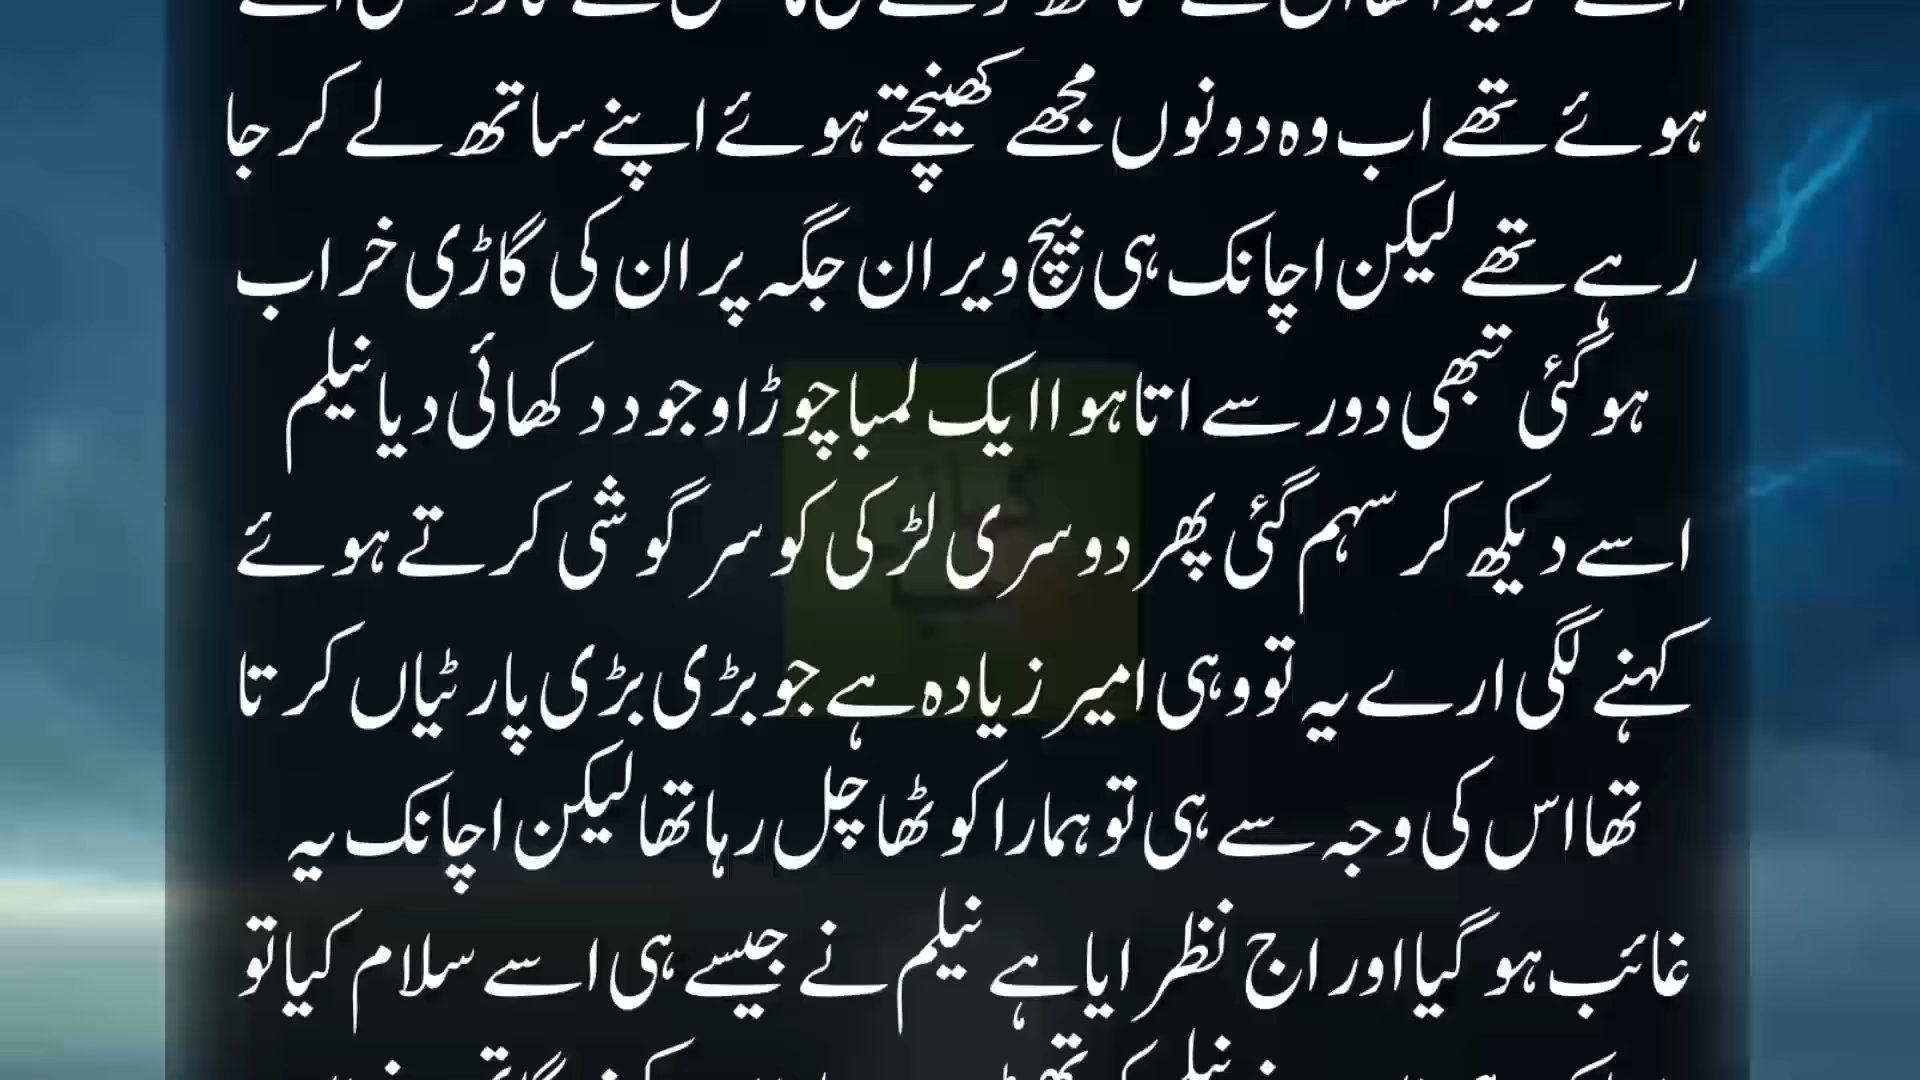 ہوئے تھے اب وہ دونوں مجھے کھینچتے ہوئے اپنے ساتھ لے کر جا
رہے تھے لیکن اچانک ہی بیچ ویران جگہ پر ان کی گاڑی خراب
ہو گئی تبھی دور سے اتا ہوا ایک لمبا چوڑا وجود دکھائی دیا نیلم
اسے دیکھ کر سہم گئی پھر دوسری لڑکی کو سرگوشی کرتے ہوئے
کہنے لگی ارے یہ تو وہی امیر زیادہ ہے جو بڑی بڑی پارٹیاں کرتا
تھا اس کی وجہ سے ہی تو ہمارا کوٹھا چل رہا تھا لیکن اچانک یہ
غائب ہو گیا اور اج نظر ایا ہے نیلم نے جیسے ہی اسے سلام کیا تو